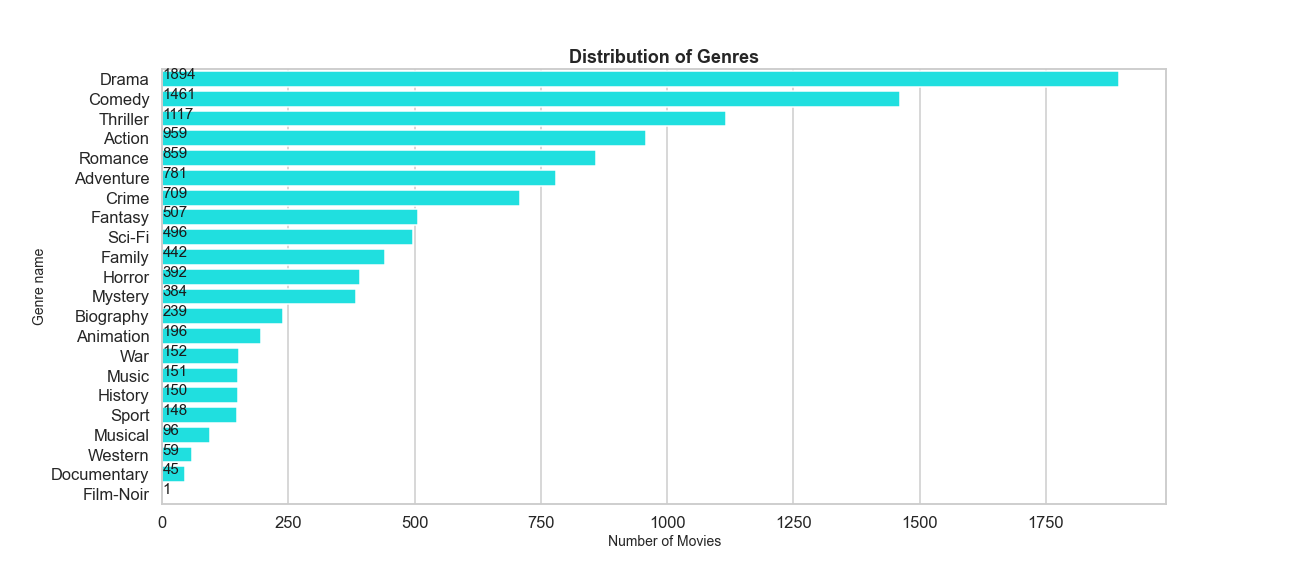 Distribution of Genres
Genre name
Drama 1894
Comedy 1461
Thriller 1117
Action 959
Romance 859
Adventure 781
Crime 709
Fantasy 507
Sci-Fi 496
Family 442
Horror 392
Mystery 384
Biography 239
Animation 196
War 152
Music 151
History 150
Sport 148
Musical 96
Western 59
Documentary 45
Film-Noir 1
0 250 500 750 1000 1250 1500 1750
Number of Movies